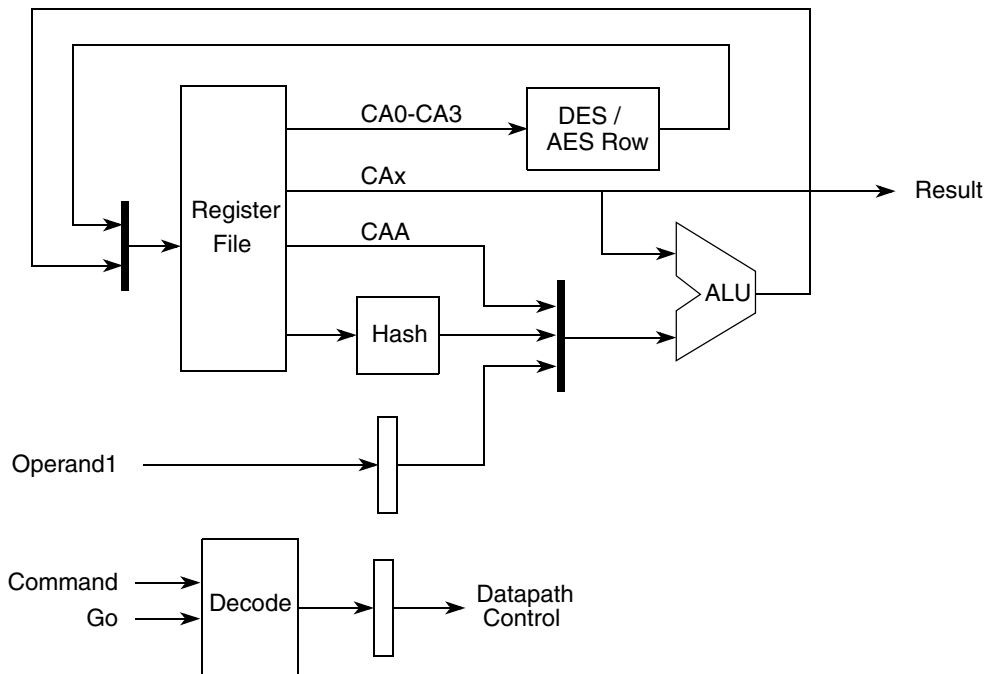 CA0-CA3
DES /
AES Row
CAx
Result
Register
File
CAA
ALU
Hash
Operand1
Command
Go
Decode
Datapath
Control